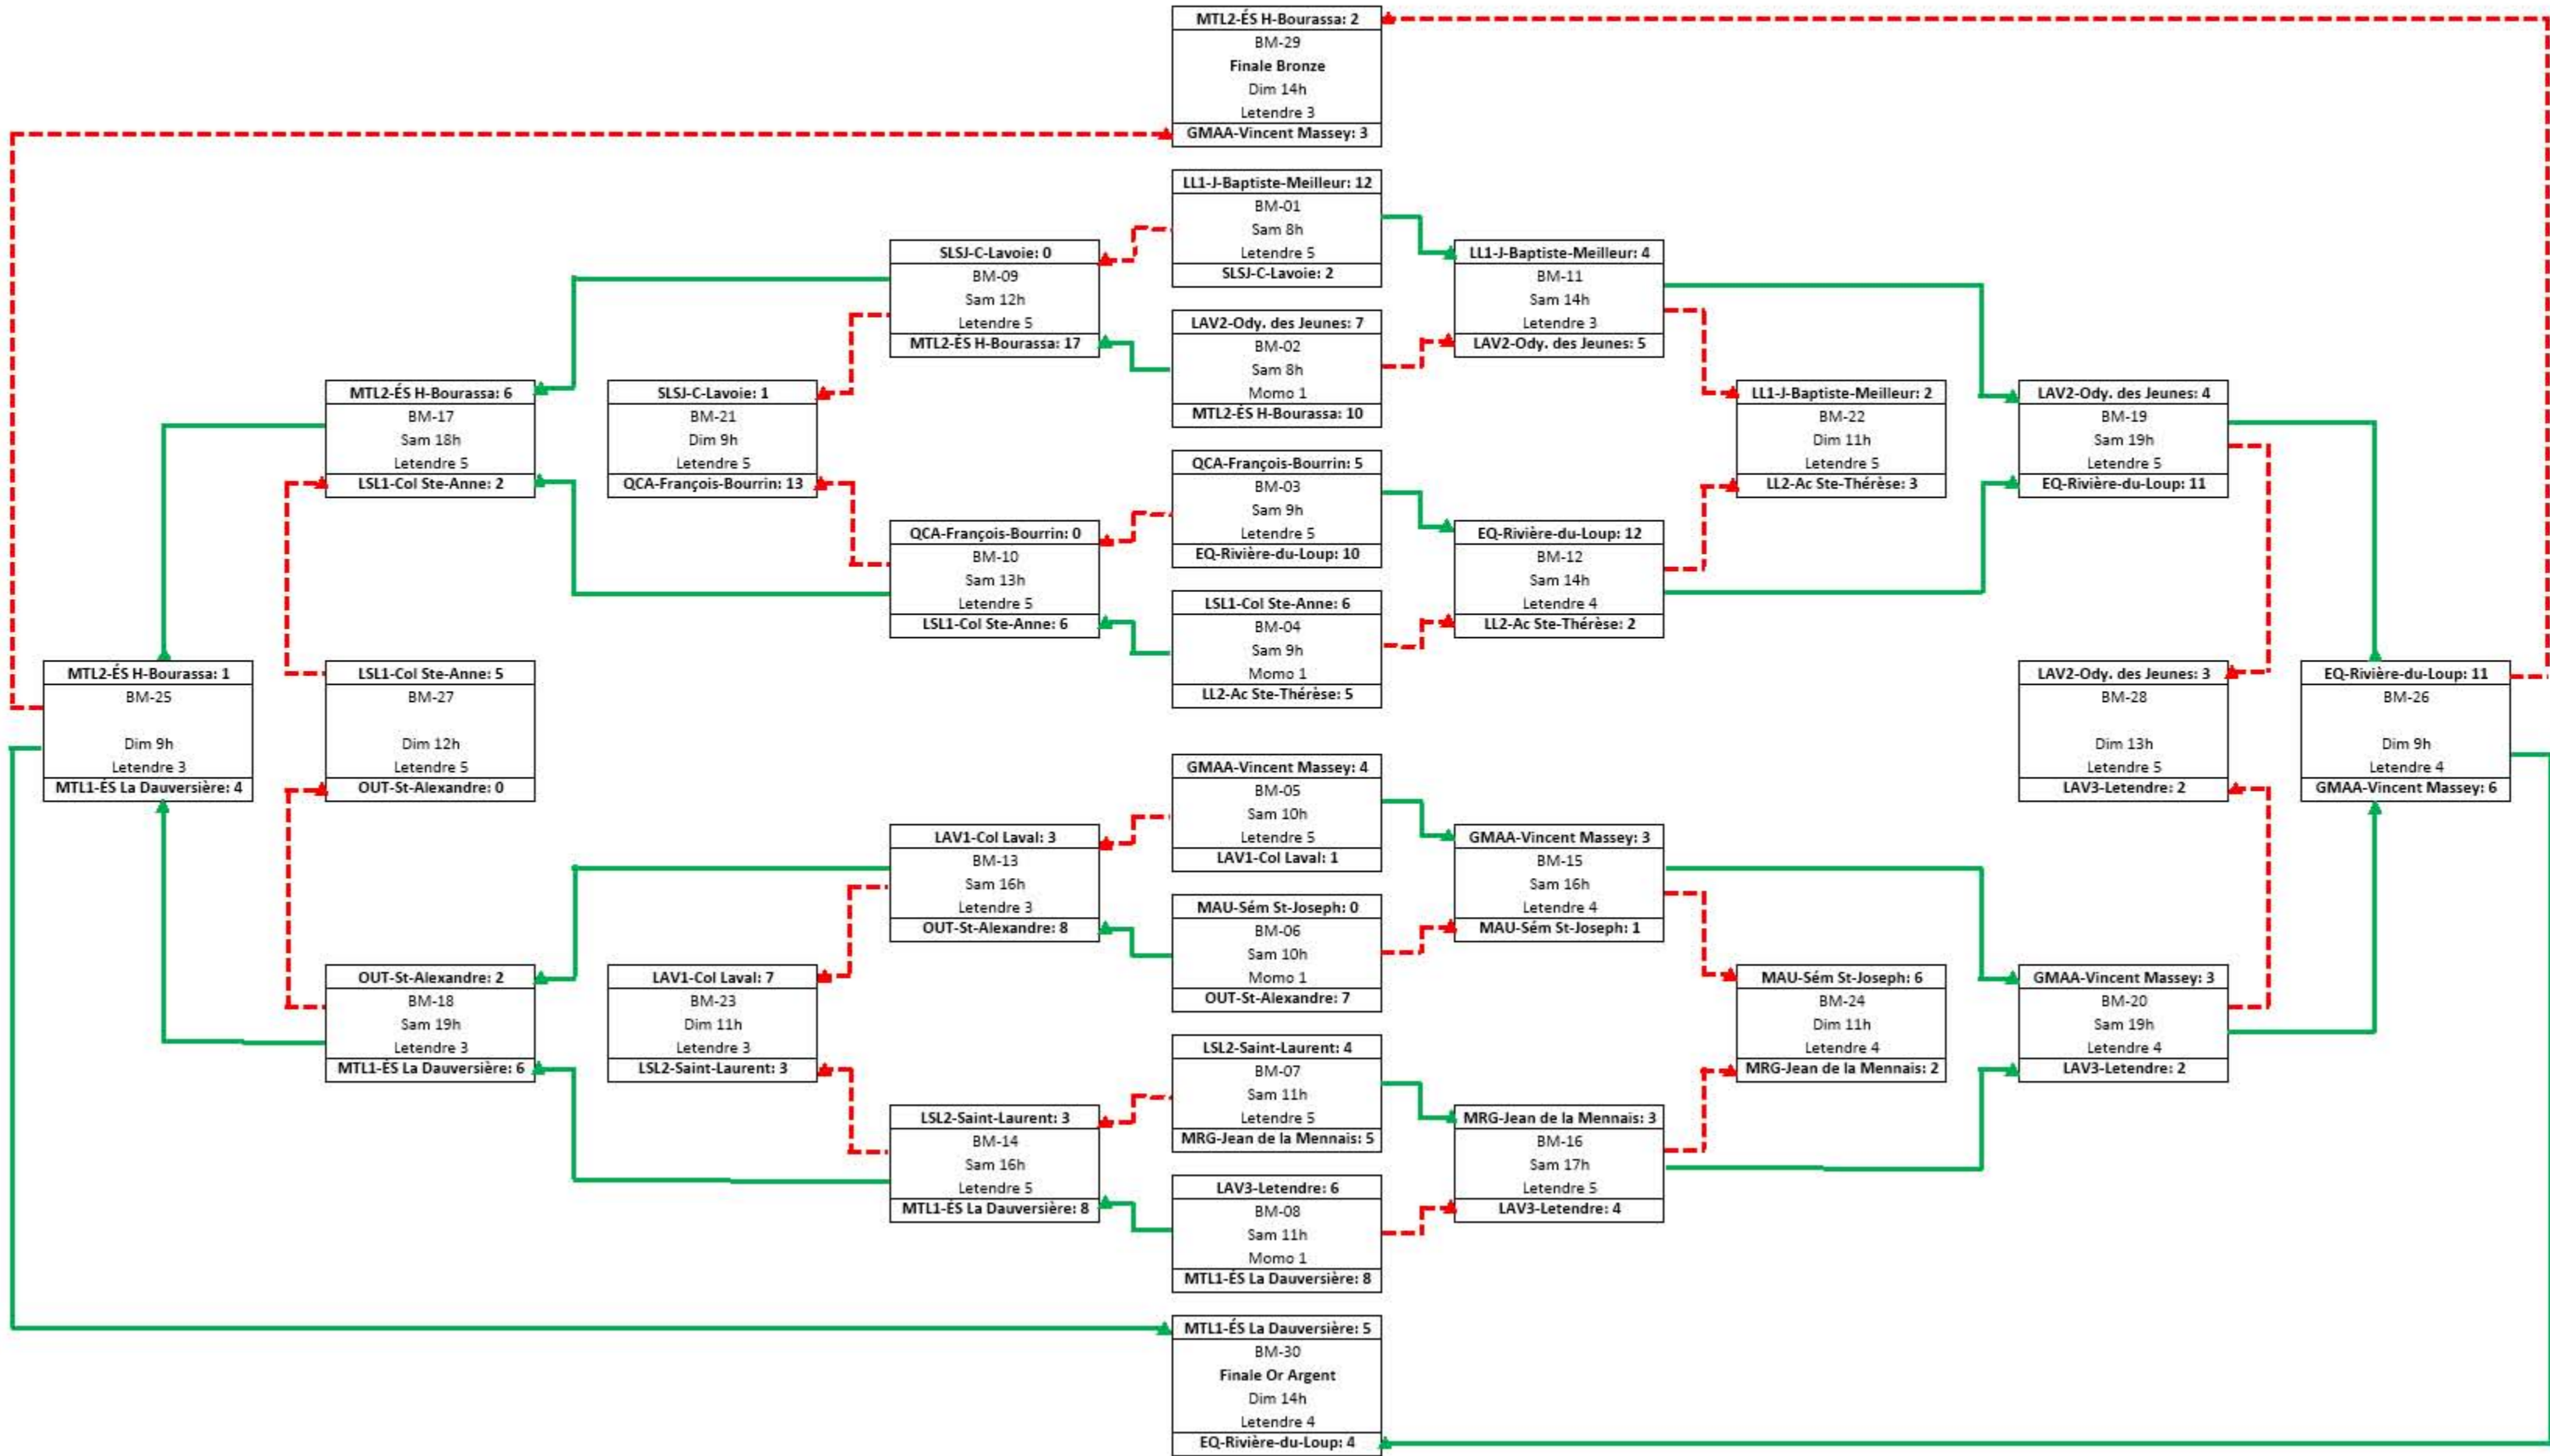 MTL2-ÉS H-Bourassa: 2
BM-29
Finale Bronze
Dim 14h
Letendre 3
GMAA-Vincent Massey: 3
LL1-J-Baptiste-Meilleur: 12
BM-01
Sam 8h
Letendre 5
SLSJ-C-Lavoie: 2
SLSJ-C-Lavoie: 0
BM-09
Sam 12h
Letendre 5
MTL2-ÉS H-Bourassa: 17
LL1-J-Baptiste-Meilleur: 4
BM-11
Sam 14h
Letendre 3
LAV2-Ody. des Jeunes: 5
LAV2-Ody. des Jeunes: 7
BM-02
Sam 8h
Momo 1
MTL2-ÉS H-Bourassa: 10
MTL2-ÉS H-Bourassa: 6
BM-17
Sam 18h
Letendre 5
LSL1-Col Ste-Anne: 2
SLSJ-C-Lavoie: 1
BM-21
Dim 9h
Letendre 5
QCA-François-Bourrin: 13
LL1-J-Baptiste-Meilleur: 2
BM-22
Dim 11h
Letendre 5
LL2-Ac Ste-Thérèse: 3
LAV2-Ody. des Jeunes: 4
BM-19
Sam 19h
Letendre 5
EQ-Rivière-du-Loup: 11
QCA-François-Bourrin: 5
BM-03
Sam 9h
Letendre 5
EQ-Rivière-du-Loup: 10
QCA-François-Bourrin: 0
BM-10
Sam 13h
Letendre 5
LSL1-Col Ste-Anne: 6
EQ-Rivière-du-Loup: 12
BM-12
Sam 14h
Letendre 4
LL2-Ac Ste-Thérèse: 2
LSL1-Col Ste-Anne: 6
BM-04
Sam 9h
Momo 1
LL2-Ac Ste-Thérèse: 5
MTL2-ÉS H-Bourassa: 1
BM-25
Dim 9h
Letendre 3
MTL1-ÉS La Dauversière: 4
LSL1-Col Ste-Anne: 5
BM-27
Dim 12h
Letendre 5
OUT-St-Alexandre: 0
LAV2-Ody. des Jeunes: 3
BM-28
Dim 13h
Letendre 5
LAV3-Letendre: 2
EQ-Rivière-du-Loup: 11
BM-26
Dim 9h
Letendre 4
GMAA-Vincent Massey: 6
GMAA-Vincent Massey: 4
BM-05
Sam 10h
Letendre 5
LAV1-Col Laval: 1
LAV1-Col Laval: 3
BM-13
Sam 16h
Letendre 3
OUT-St-Alexandre: 8
GMAA-Vincent Massey: 3
BM-15
Sam 16h
Letendre 4
MAU-Sém St-Joseph: 1
MAU-Sém St-Joseph: 0
BM-06
Sam 10h
Momo 1
OUT-St-Alexandre: 7
OUT-St-Alexandre: 2
BM-18
Sam 19h
Letendre 3
MTL1-ÉS La Dauversière: 6
LAV1-Col Laval: 7
BM-23
Dim 11h
Letendre 3
LSL2-Saint-Laurent: 3
MAU-Sém St-Joseph: 6
BM-24
Dim 11h
Letendre 4
MRG-Jean de la Mennais: 2
GMAA-Vincent Massey: 3
BM-20
Sam 19h
Letendre 4
LAV3-Letendre: 2
LSL2-Saint-Laurent: 4
BM-07
Sam 11h
Letendre 5
MRG-Jean de la Mennais: 5
LSL2-Saint-Laurent: 3
BM-14
Sam 16h
Letendre 5
MTL1-ÉS La Dauversière: 8
MRG-Jean de la Mennais: 3
BM-16
Sam 17h
Letendre 5
LAV3-Letendre: 4
LAV3-Letendre: 6
BM-08
Sam 11h
Momo 1
MTL1-ÉS La Dauversière: 8
MTL1-ÉS La Dauversière: 5
BM-30
Finale Or Argent
Dim 14h
Letendre 4
EQ-Rivière-du-Loup: 4